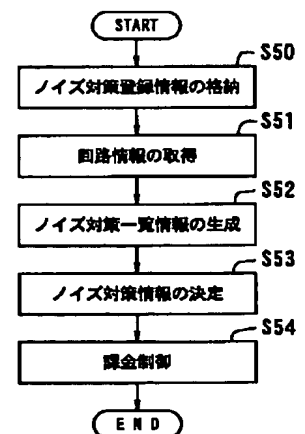 START
S50
ノイズ対策登録情報の格納
S51
回路情報の取得
S52
ノイズ対策一覧情報の生成
S53
ノイズ対策情報の決定
S54
課金制御
END